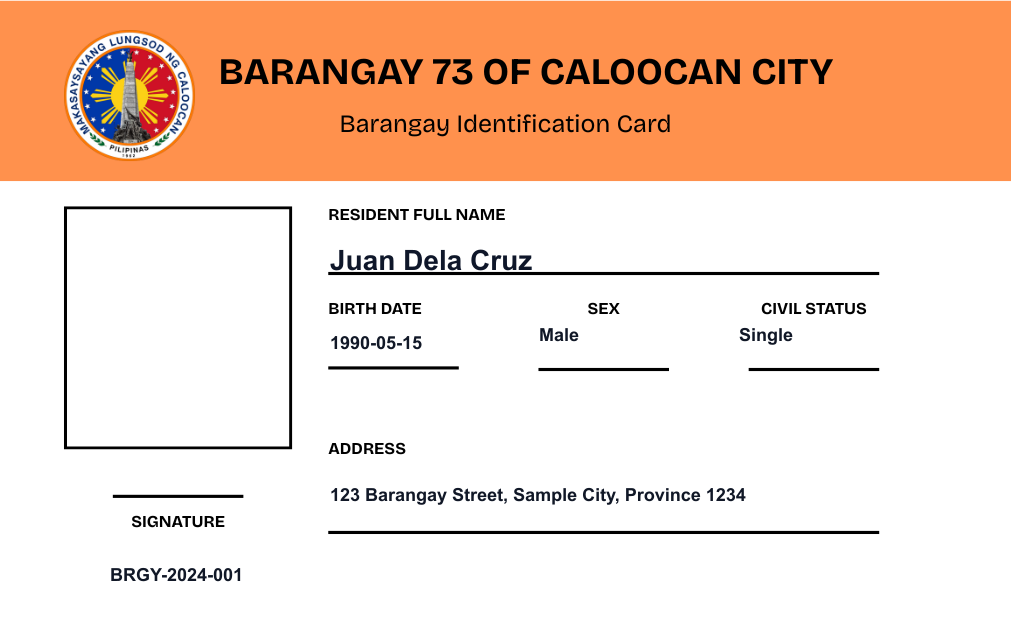 MAKASAYSAYANG LUNGSOD NG CALOOCAN
PILIPINAS
1962
BARANGAY 73 OF CALOOCAN CITY
Barangay Identification Card
RESIDENT FULL NAME
Juan Dela Cruz
BIRTH DATE
SEX
CIVIL STATUS
1990-05-15
Male
Single
ADDRESS
123 Barangay Street, Sample City, Province 1234
SIGNATURE
BRGY-2024-001